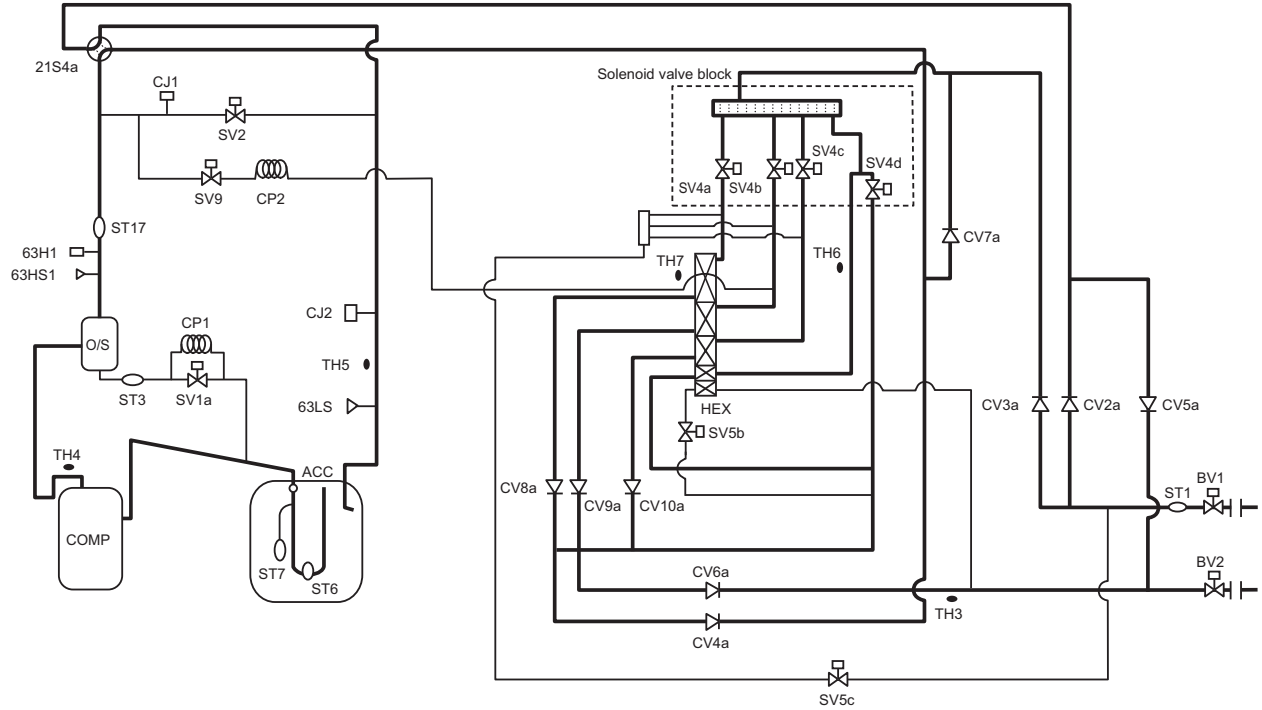 21S4a
CJ1
Solenoid valve block
SV2
SV4c
SV4d
SV4a
SV4b
SV9
CP2
ST17
CV7a
63H1
TH7
TH6
63HS1
CJ2
CP1
O/S
TH5
ST3
SV1a
63LS
HEX
CV3a
CV2a
CV5a
SV5b
TH4
ACC
BV1
CV8a
ST1
CV9a
CV10a
COMP
BV2
ST7
CV6a
ST6
TH3
CV4a
SV5c